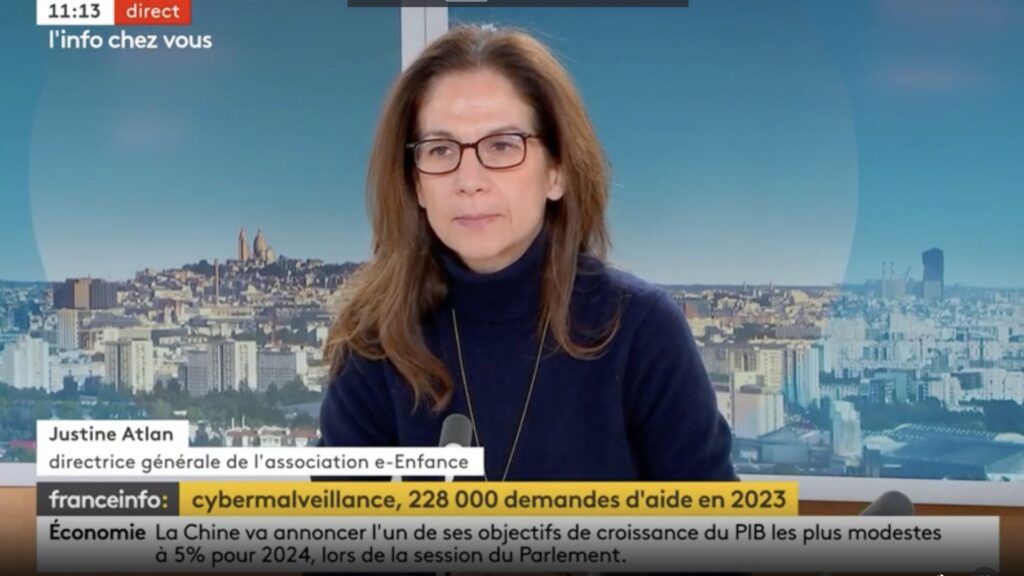 11:13 direct
l'info chez vous
Justine Atlan
directrice générale de l'association e-Enfance
franceinfo: cybermalveillance, 228 000 demandes d'aide en 2023
Économie La Chine va annoncer l'un de ses objectifs de croissance du PIB les plus modestes
à 5% pour 2024, lors de la session du Parlement.